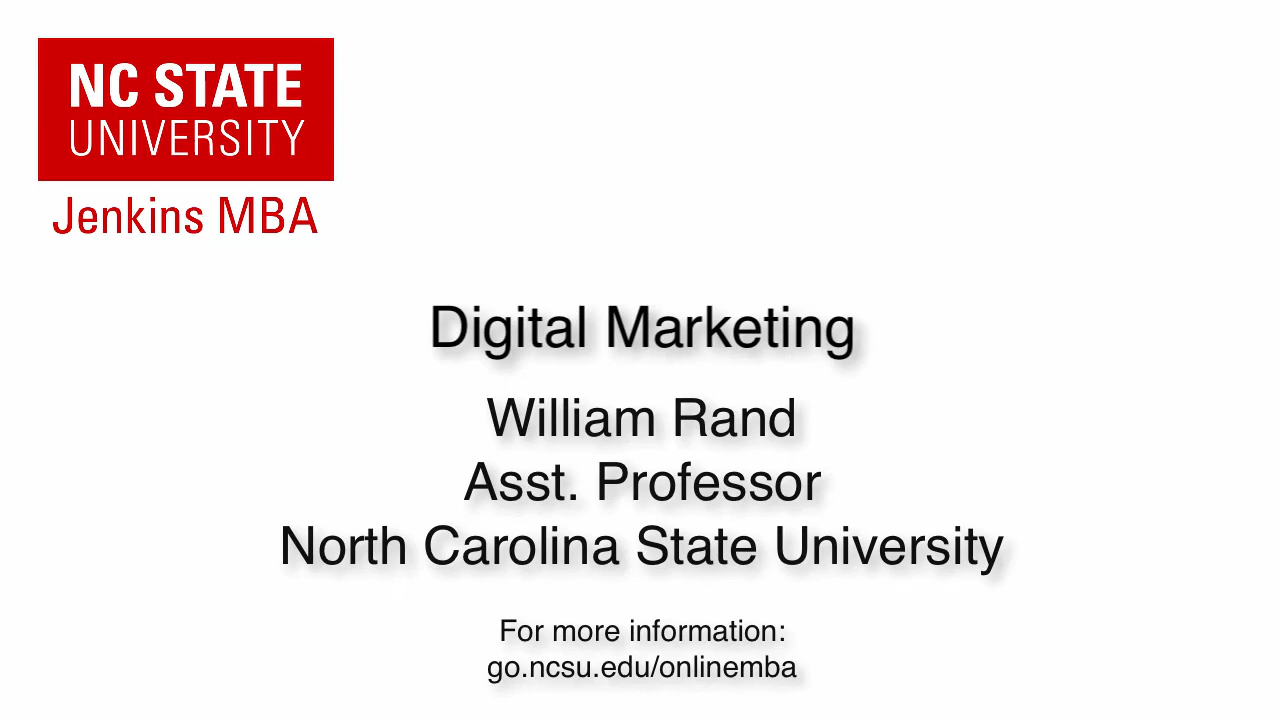 NC STATE
UNIVERSITY
Jenkins MBA
Digital Marketing
William Rand
Asst. Professor
North Carolina State University
For more information:
go.ncsu.edu/onlinemba